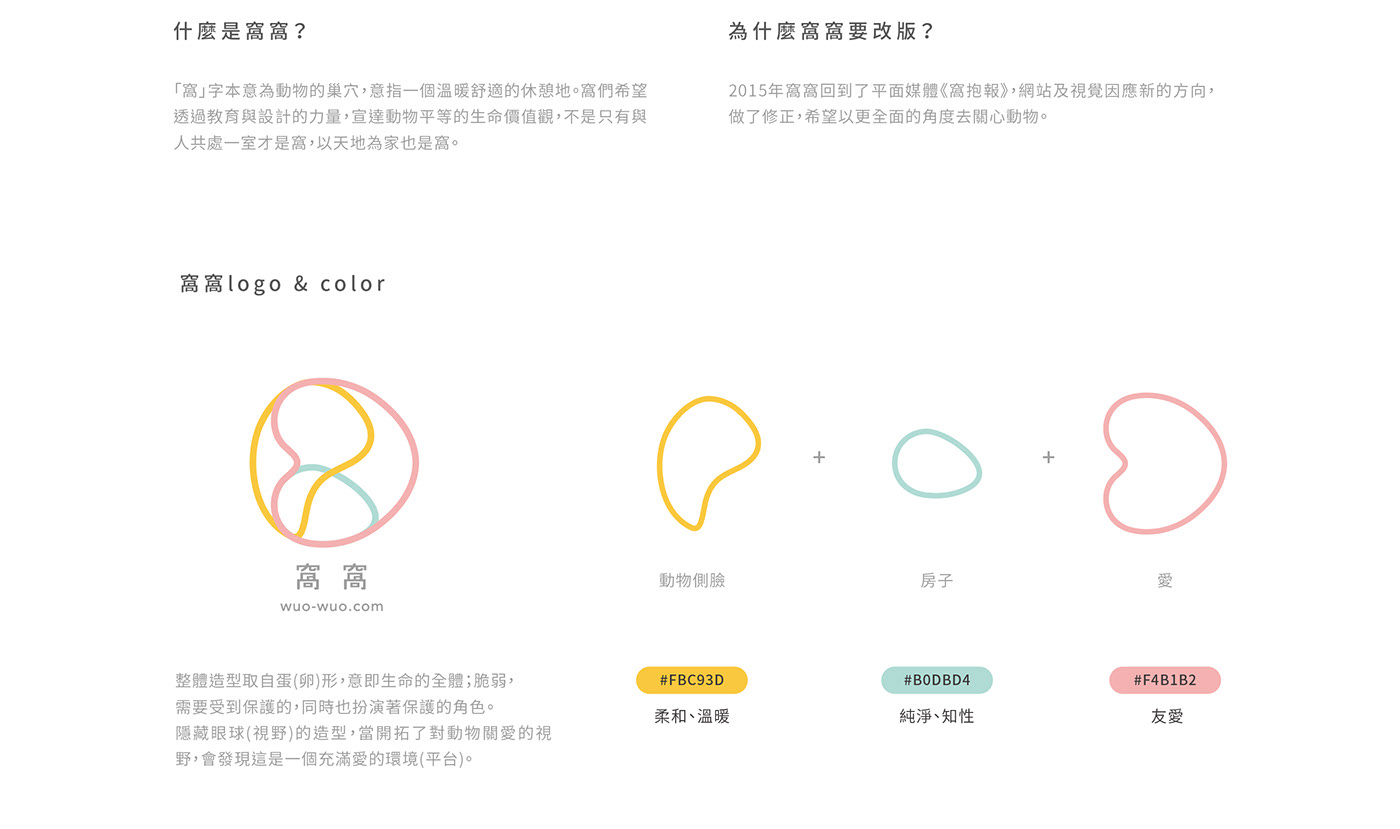 什麼是窩窩？
「窩」字本意為動物的巢穴，意指一個溫暖舒適的休憩地。窩們希望
透過教育與設計的力量，宣達動物平等的生命價值觀，不是只有與
人共處一室才是窩，以天地為家也是窩。
為什麼窩窩要改版？
2015年窩窩回到了平面媒體《窩抱報》，網站及視覺因應新的方向，
做了修正，希望以更全面的角度去關心動物。
窩窩logo & color
窩 窩
wuo-wuo.com
整體造型取自蛋(卵)形，意即生命的全體；脆弱，
需要受到保護的，同時也扮演著保護的角色。
隱藏眼球(視野)的造型，當開拓了對動物關愛的視
野，會發現這是一個充滿愛的環境(平台)。
+
+
動物側臉
房子
愛
#FBC93D
#B0DBD4
#F4B1B2
柔和、溫暖
純淨、知性
友愛